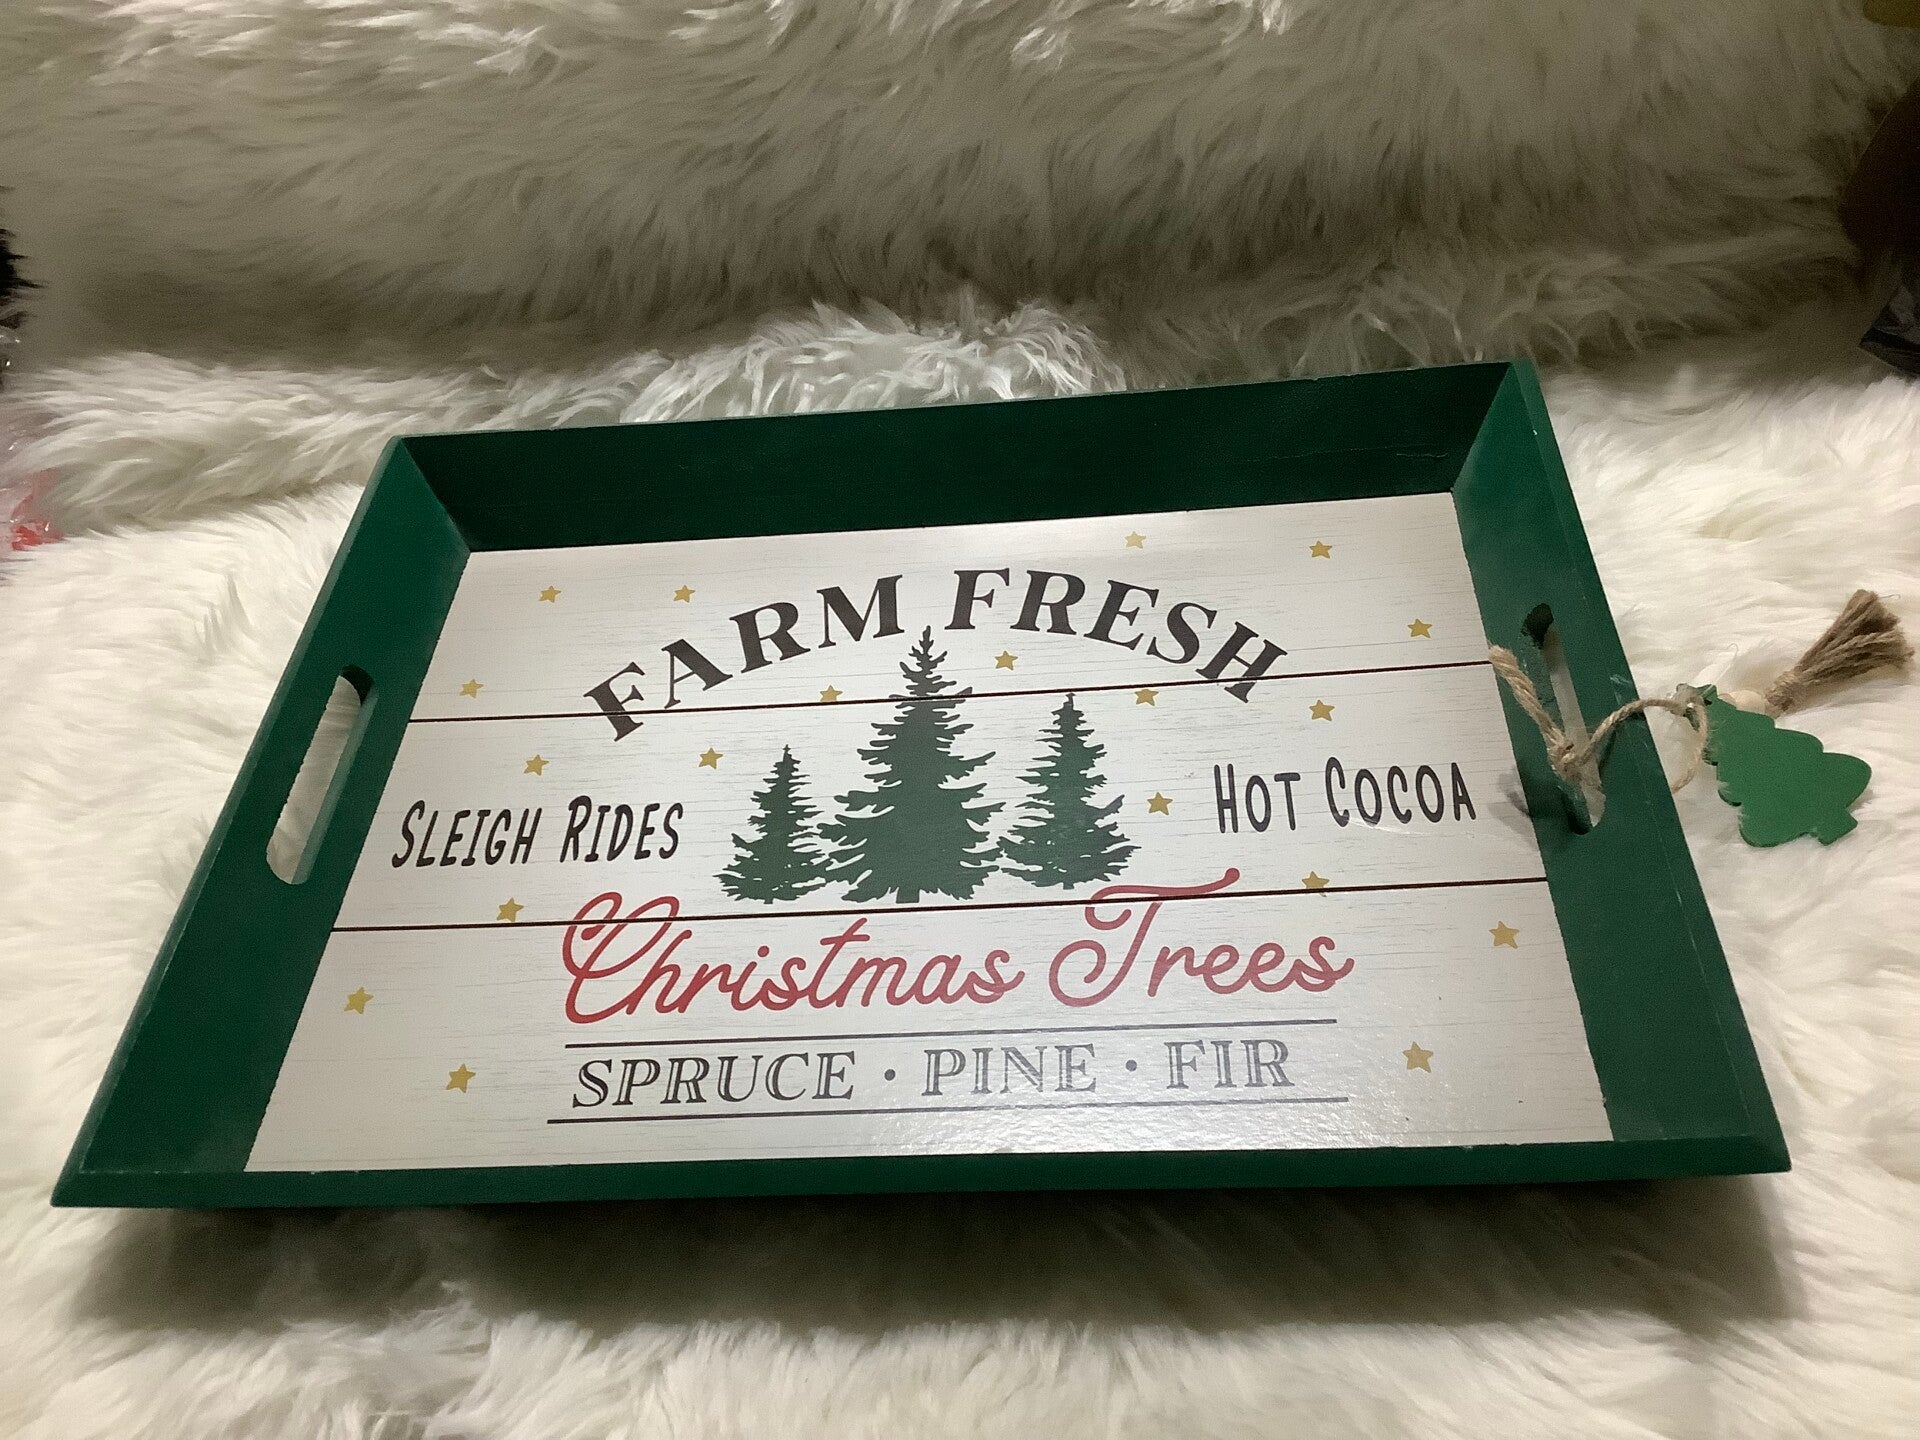 FARM FRESH
SLEIGH RIDES
HOT COCOA
Christmas Trees
SPRUCE · PINE · FIR